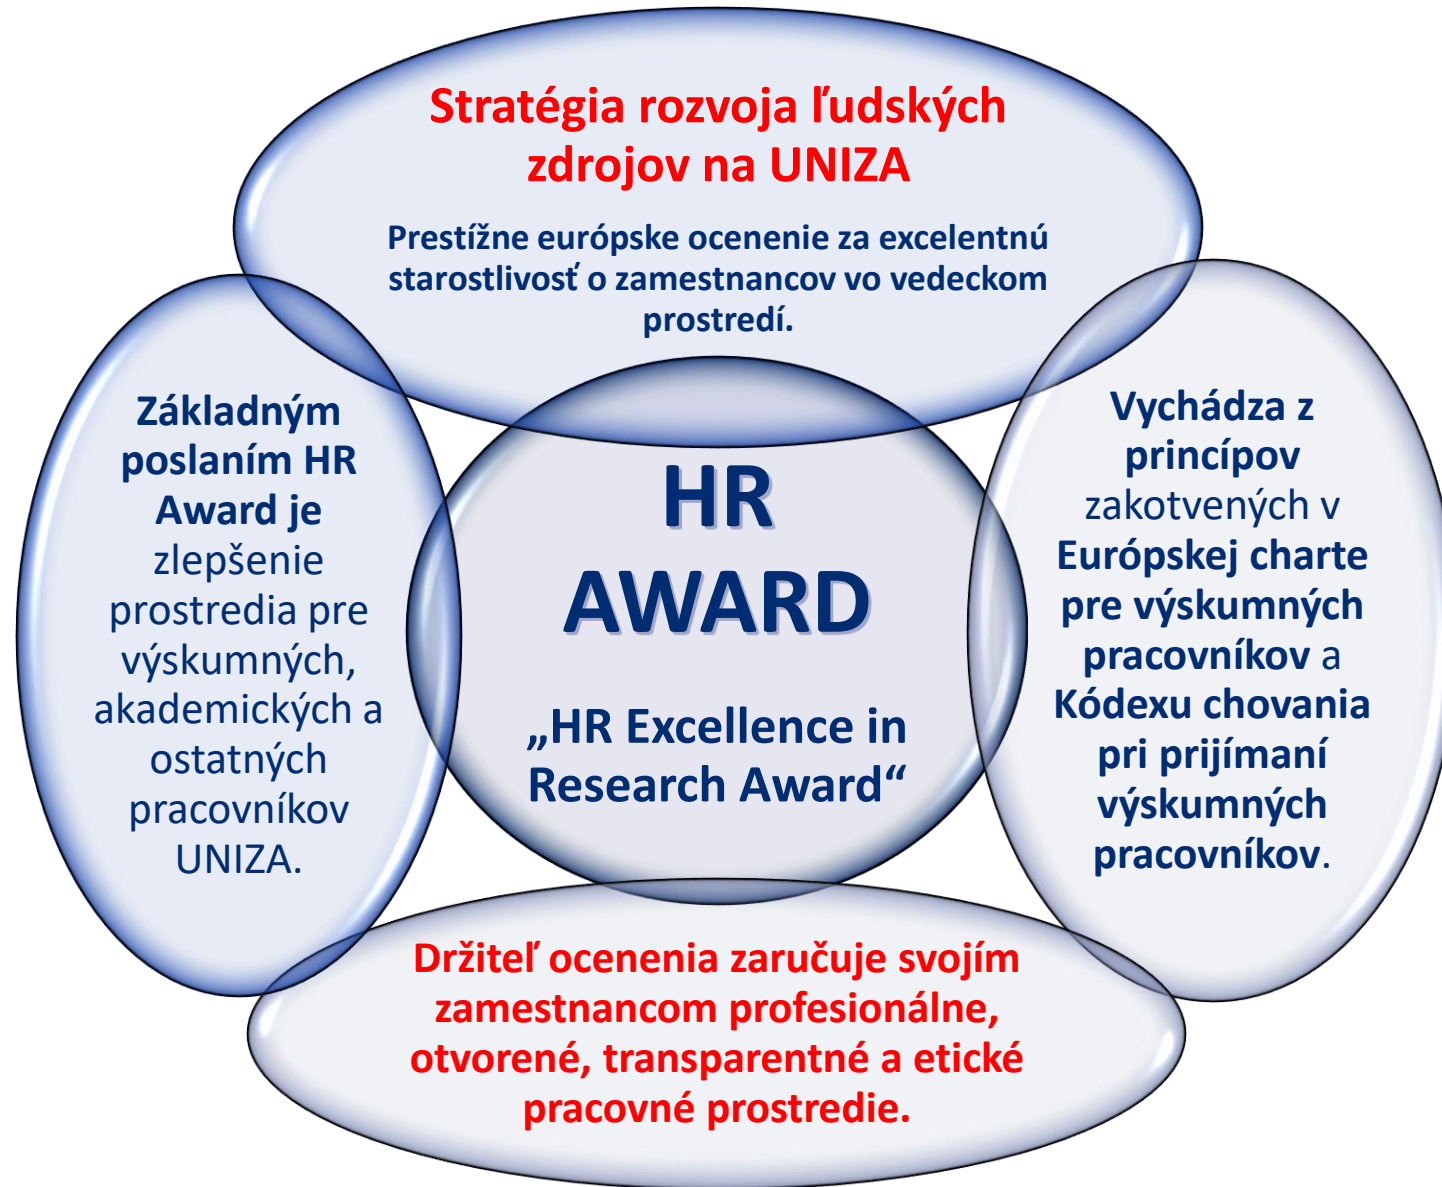 Stratégia rozvoja ľudských
zdrojov na UNIZA
Prestížne európske ocenenie za excelentnú
starostlivosť o zamestnancov vo vedeckom
prostredí.
Základným
poslaním HR
Award je
zlepšenie
prostredia pre
výskumných,
akademických a
ostatných
pracovníkov
UNIZA.
HR
AWARD
„HR Excellence in
Research Award“
Vychádza z
princípov
zakotvených v
Európskej charte
pre výskumných
pracovníkov a
Kódexu chovania
pri prijímaní
výskumných
pracovníkov.
Držiteľ ocenenia zaručuje svojím
zamestnancom profesionálne,
otvorené, transparentné a etické
pracovné prostredie.